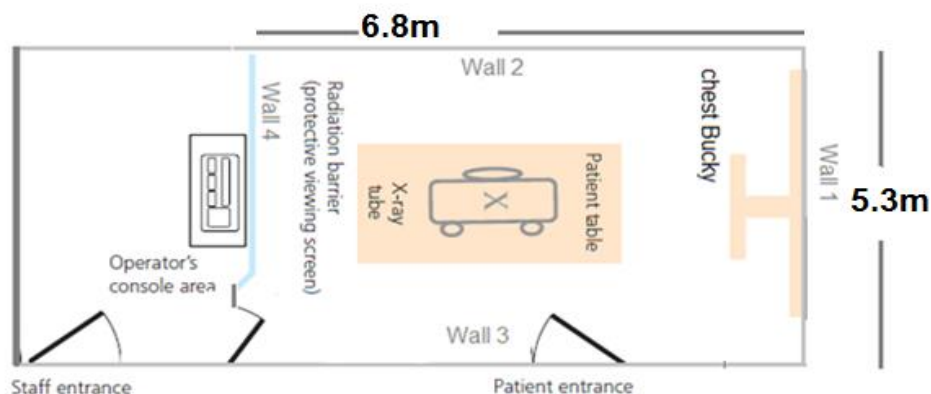 6.8m
Wall 2
chest Bucky
Wall 1
5.3m
Wall 4
Radiation barrier
(protective viewing screen)
X-ray
tube
X
Patient table
Operator's
console area
Wall 3
Staff entrance
Patient entrance